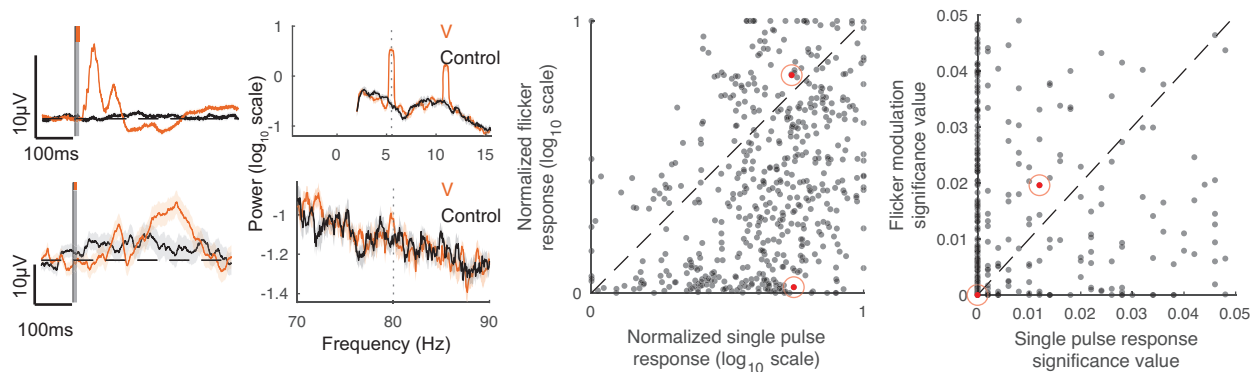 10µV
100ms
10µV
100ms
Power (log10 scale)
1
0
-1
0
5
10
15
V
Control
-1
-1.2
-1.4
70
80
90
V
Control
Frequency (Hz)
Normalized flicker
response (log10 scale)
1
0
0
1
Normalized single pulse
response (log10 scale)
Flicker modulation
significance value
0.05
0.04
0.03
0.02
0.01
0
0
0.01
0.02
0.03
0.04
0.05
Single pulse response
significance value